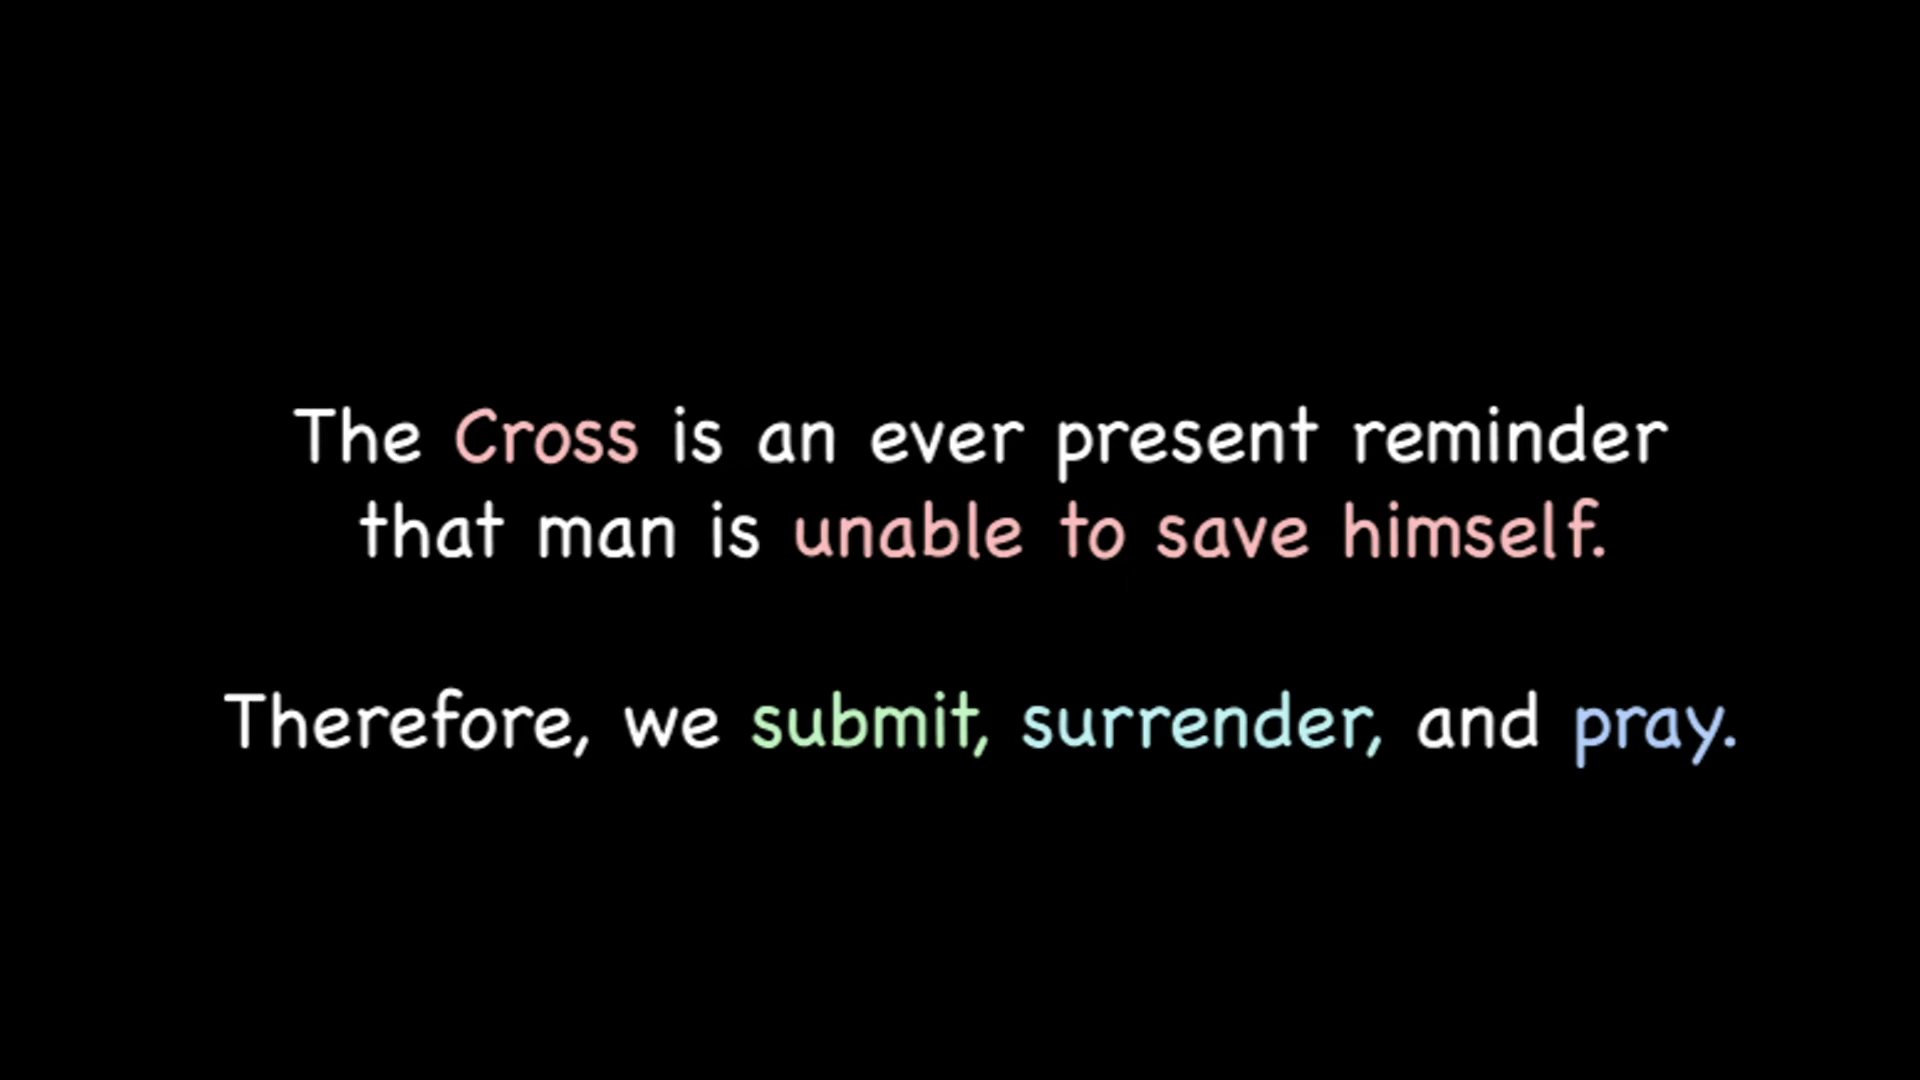 The Cross is an ever present reminder
that man is unable to save himself.
Therefore, we submit, surrender, and pray.